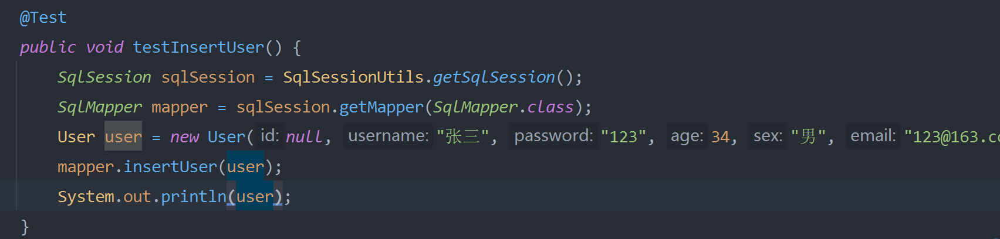 @Test
public void testInsertUser() {
SqlSession sqlSession = SqlSessionUtils.getSqlSession();
SqlMapper mapper = sqlSession.getMapper(SqlMapper.class);
User user = new User( id: null, username: "张三", password: "123", age: 34, sex: "男", email: "123@163.co
mapper.insertUser(user);
System.out.println(user);
}